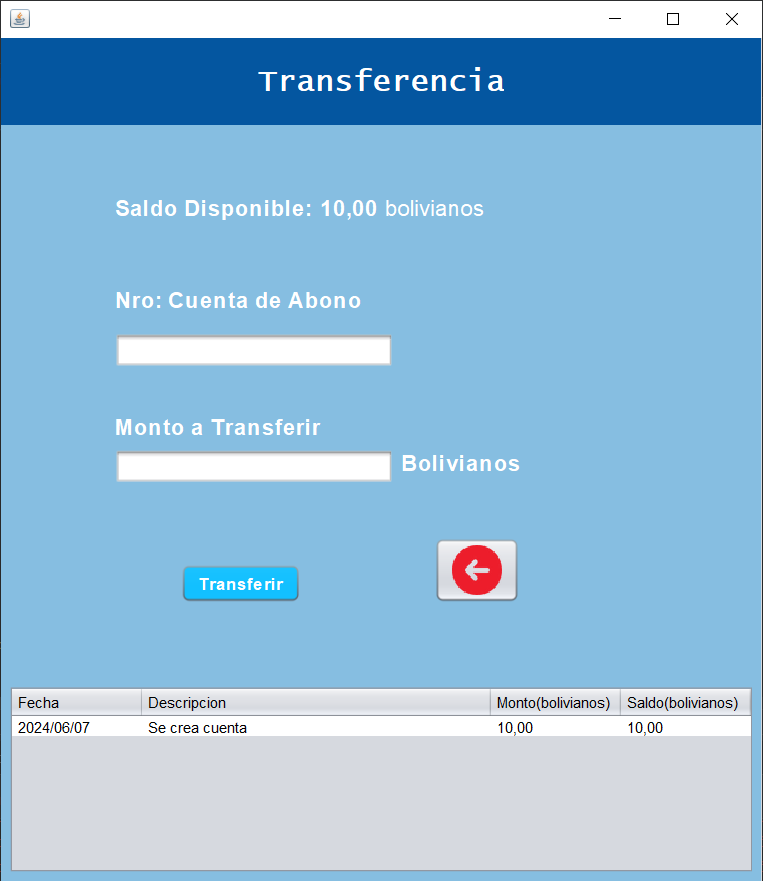 Transferencia
Saldo Disponible: 10,00 bolivianos
Nro: Cuenta de Abono
Monto a Transferir
Bolivianos
Transferir
Fecha Descripcion Monto(bolivianos) Saldo(bolivianos)
2024/06/07 Se crea cuenta 10,00 10,00